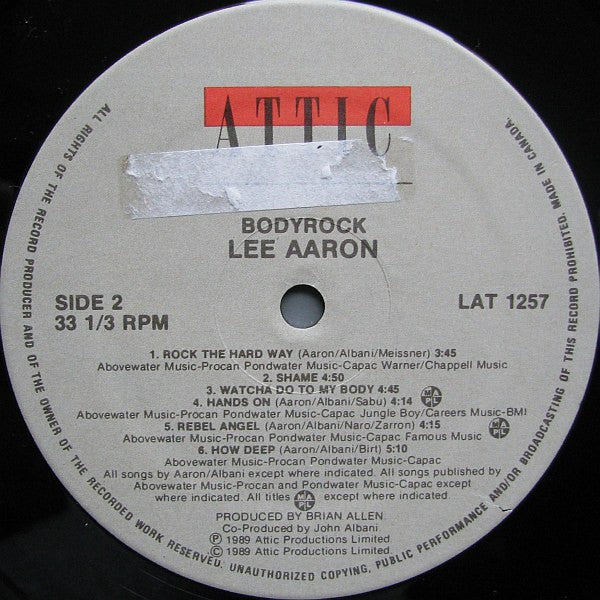 ATTIC
BODYROCK
LEE AARON
SIDE 2
33 1/3 RPM
LAT 1257
1. ROCK THE HARD WAY (Aaron/Albani/Meissner) 3:45
Abovewater Music-Procan Pondwater Music-Capac Warner/Chappell Music
2. SHAME 4:50
3. WATCHA DO TO MY BODY 4:45
4. HANDS ON (Aaron/Albani/Sabu) 4:14 MAPL
Abovewater Music-Procan Pondwater Music-Capac Jungle Boy/Careers Music-BMI
5. REBEL ANGEL (Aaron/Albani/Naro/Zarron) 4:15 MAPL
Abovewater Music-Procan Pondwater Music-Capac Famous Music
6. HOW DEEP (Aaron/Albani/Birt) 5:10
Abovewater Music-Procan Pondwater Music-Capac
All songs by Aaron/Albani except where indicated. All songs published by
Abovewater Music-Procan and Pondwater Music-Capac except
where indicated. All titles MAPL except where indicated.
PRODUCED BY BRIAN ALLEN.
Co-Produced by John Albani.
Ⓟ 1989 Attic Productions Limited.
© 1989 Attic Productions Limited.
ALL RIGHTS OF THE RECORD PRODUCER AND OF THE OWNER OF THE RECORDED WORK RESERVED. UNAUTHORIZED COPYING, PUBLIC PERFORMANCE AND/OR BROADCASTING OF THIS RECORD PROHIBITED. MADE IN CANADA.